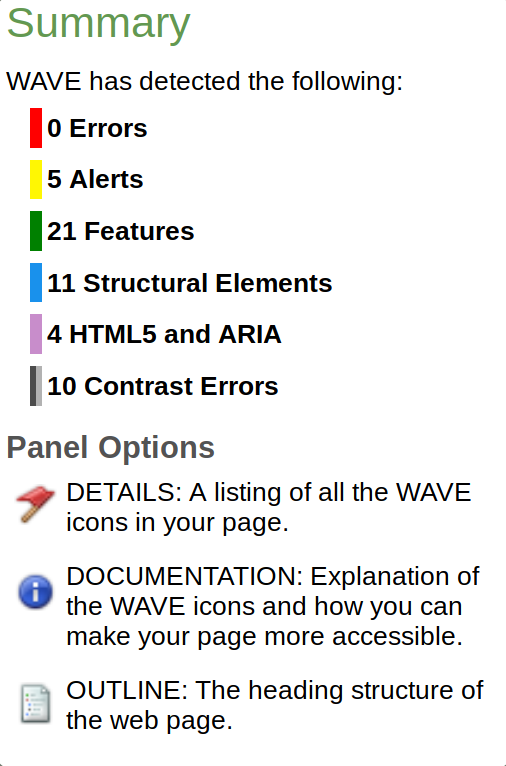 Summary
WAVE has detected the following:
0 Errors
5 Alerts
21 Features
11 Structural Elements
4 HTML5 and ARIA
10 Contrast Errors
Panel Options
DETAILS: A listing of all the WAVE
icons in your page.
DOCUMENTATION: Explanation of
the WAVE icons and how you can
make your page more accessible.
OUTLINE: The heading structure of
the web page.